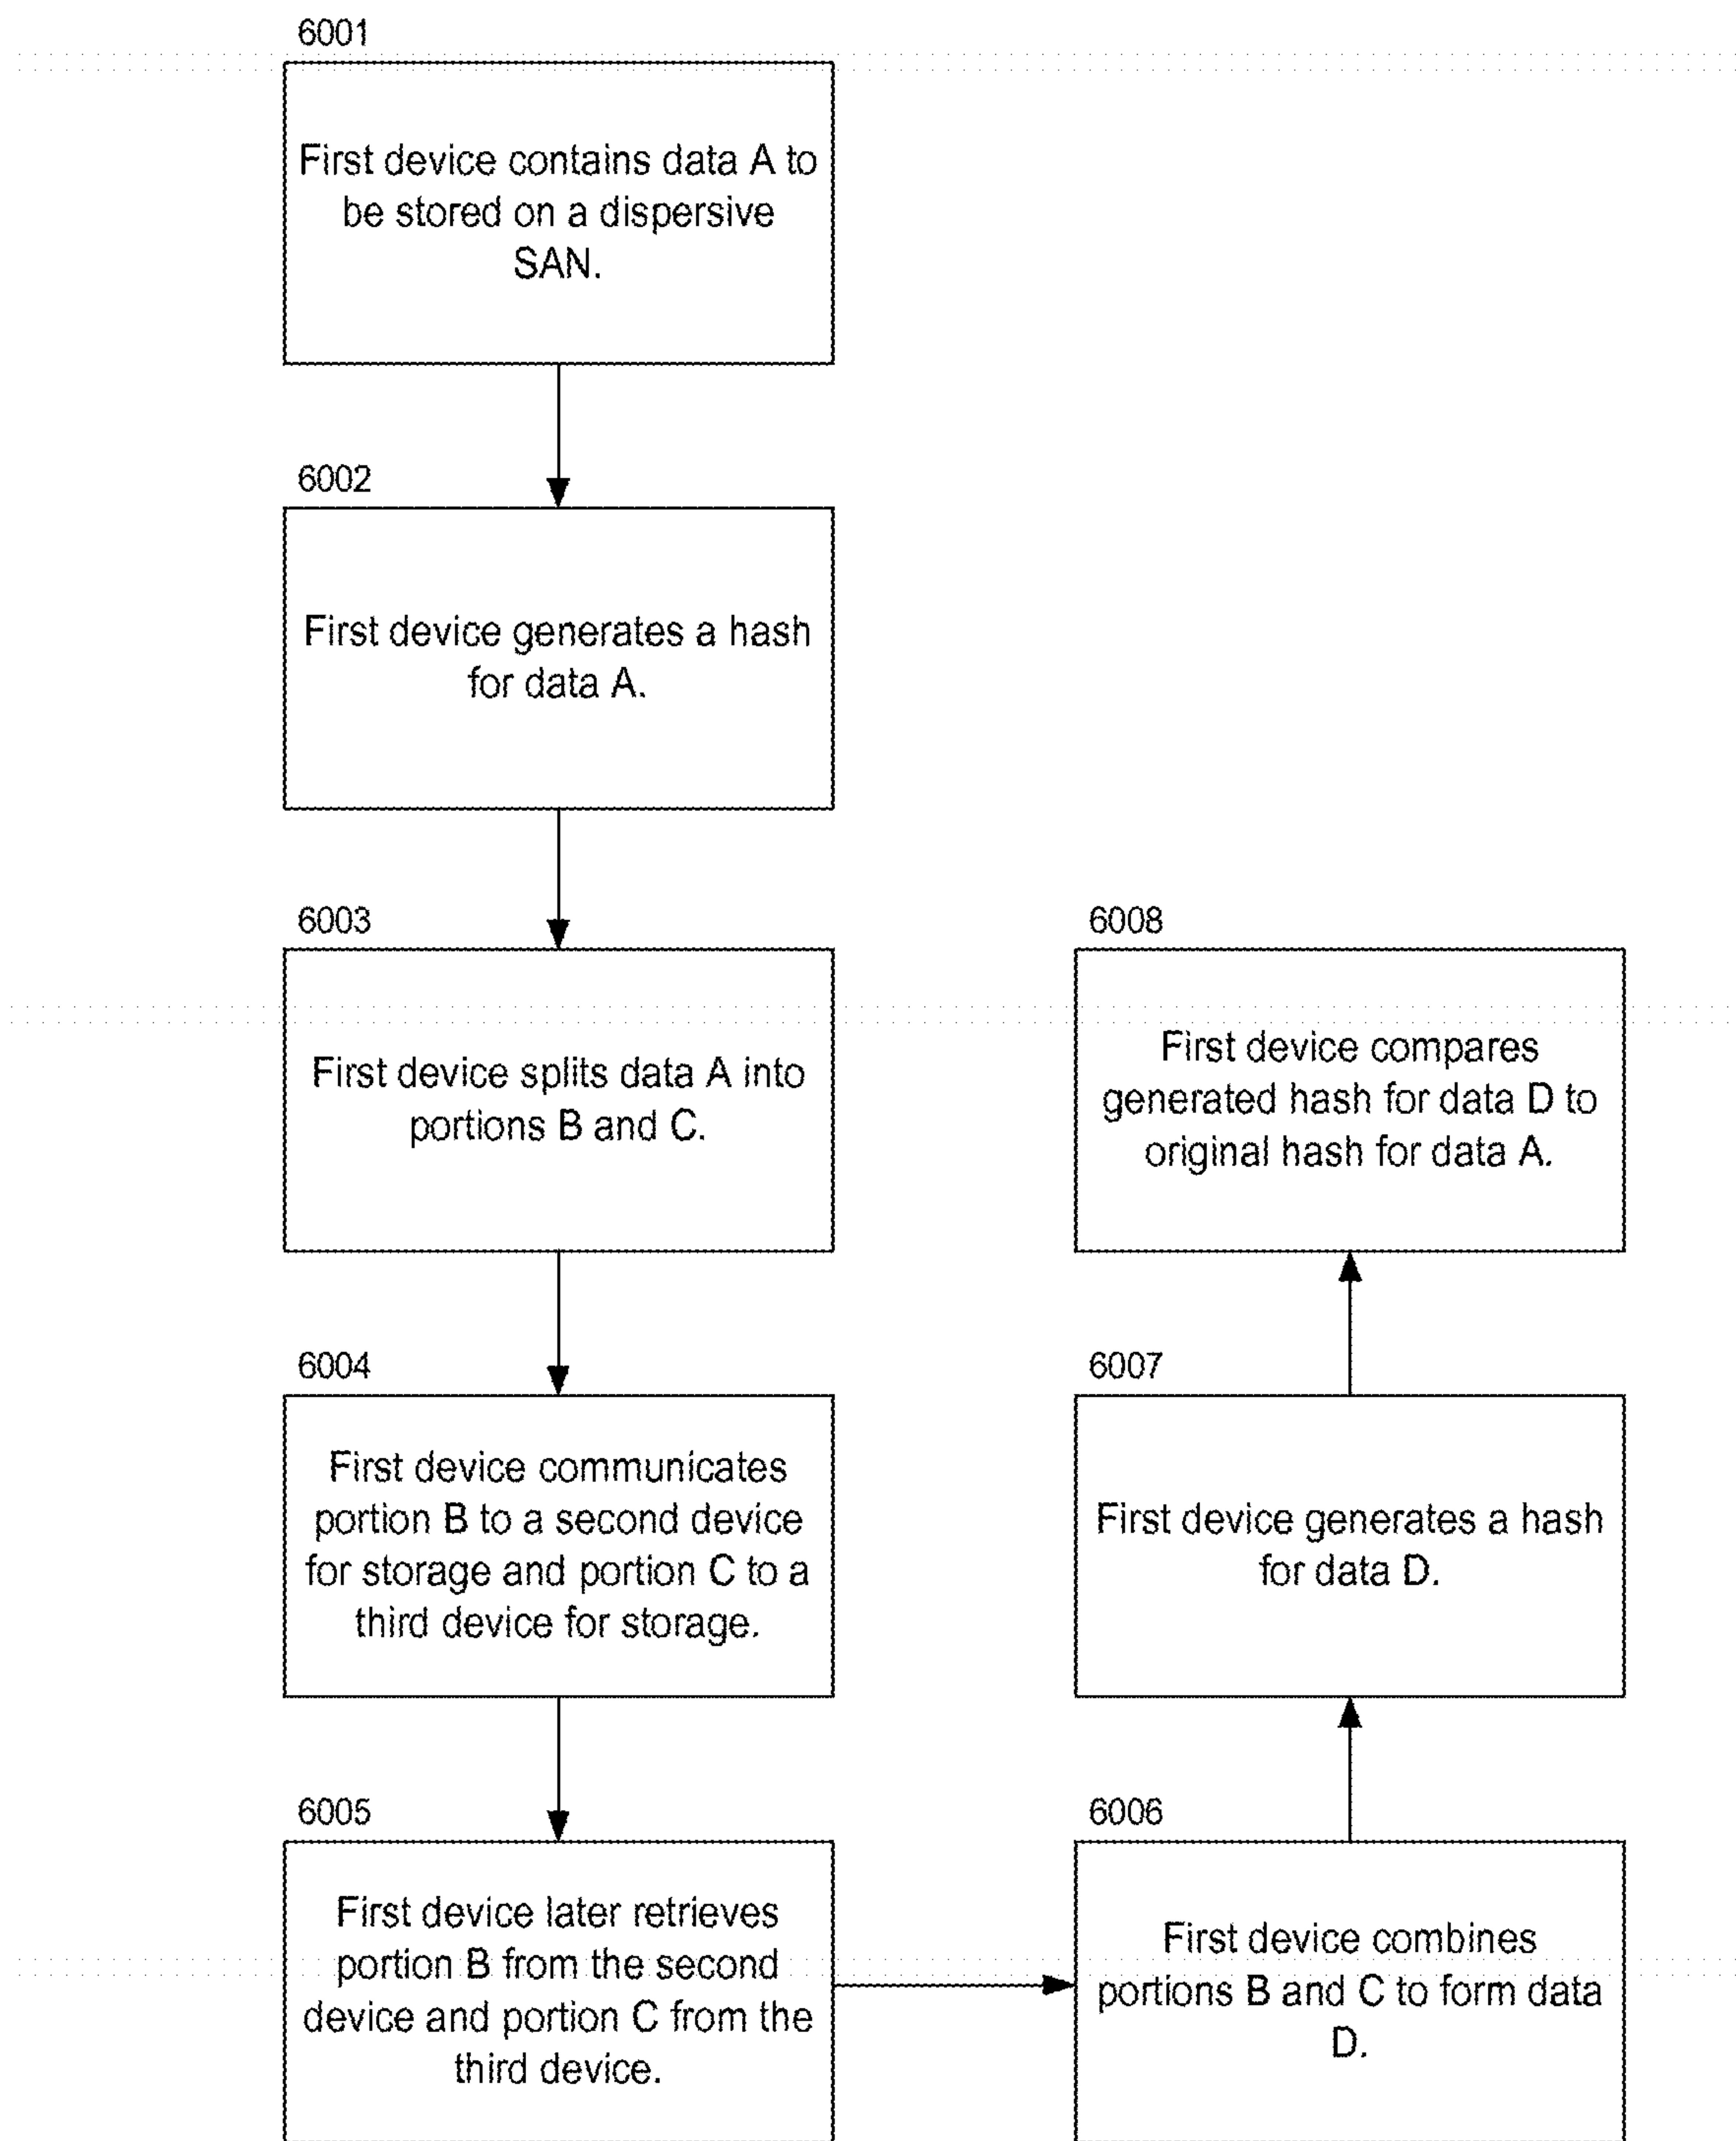 6001
First device contains data A to
be stored on a dispersive
SAN.
6002
First device generates a hash
for data A.
6003
First device splits data A into
portions B and C.
6004
First device communicates
portion B to a second device
for storage and portion C to a
third device for storage.
6005
First device later retrieves
portion B from the second
device and portion C from the
third device.
6006
First device combines
portions B and C to form data
D.
6007
First device generates a hash
for data D.
6008
First device compares
generated hash for data D to
original hash for data A.